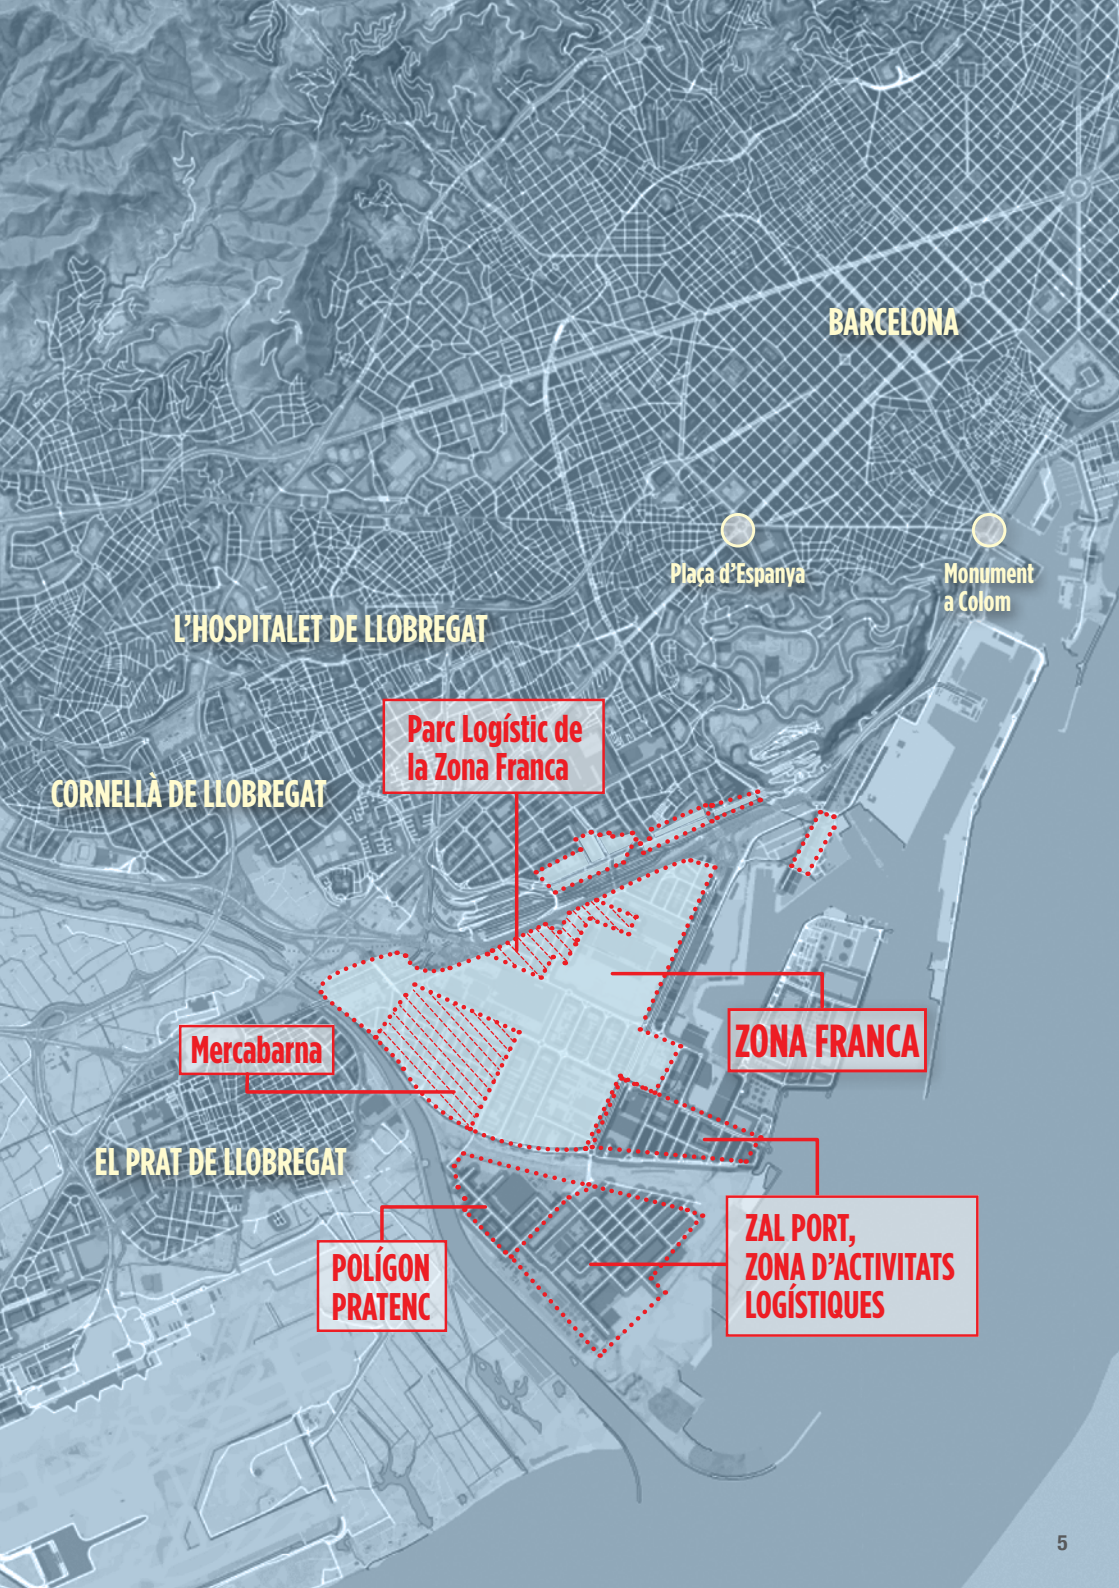 BARCELONA
Plaça d'Espanya
Monument
a Colom
L'HOSPITALET DE LLOBREGAT
Parc Logístic de
la Zona Franca
CORNELLÀ DE LLOBREGAT
ZONA FRANCA
Mercabarna
EL PRAT DE LLOBREGAT
ZAL PORT,
ZONA D'ACTIVITATS
LOGÍSTIQUES
POLÍGON
PRATENC
5